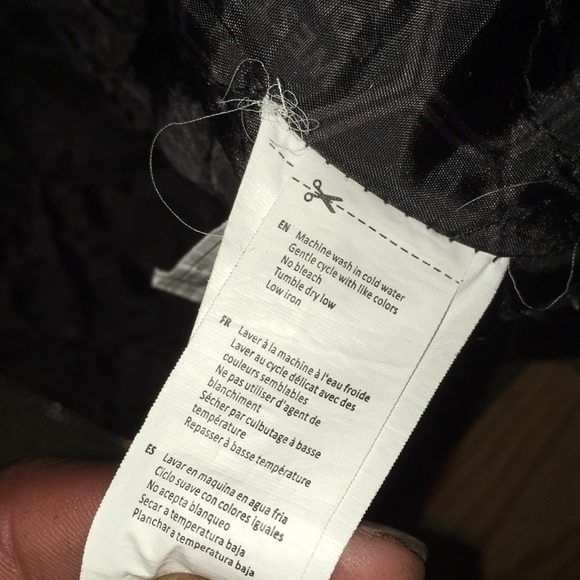 EN Machine wash in cold water
Gentle cycle with like colors
No bleach
Tumble dry low
Low iron
FR Laver à la machine à l'eau froide
Laver au cycle délicat avec des
couleurs semblables
Ne pas utiliser d'agent de
blanchiment
Sécher par culbutage à basse
température
Repasser à basse température
ES Lavar en maquina en agua fria
Ciclo suave con colores iguales
No acepta blanqueo
Secar a temperatura baja
Planchar a temperatura baja